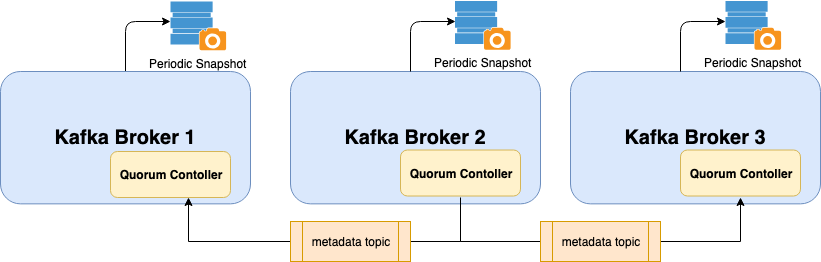 Periodic Snapshot
Periodic Snapshot
Periodic Snapshot
Kafka Broker 1
Kafka Broker 2
Kafka Broker 3
Quorum Contoller
Quorum Contoller
Quorum Contoller
metadata topic
metadata topic